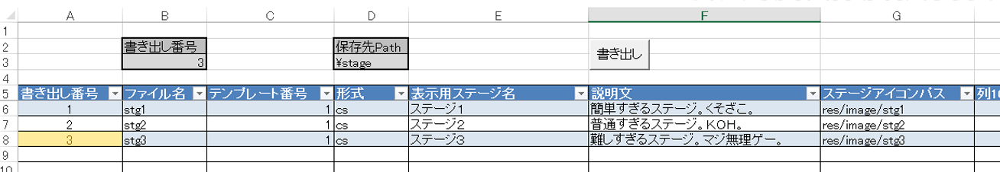 A B C D E F G
1
2 書き出し番号 保存先Path 書き出し
3 3 ¥stage
4
5 書き出し番号 ファイル名 テンプレート番号 形式 表示用ステージ名 説明文 ステージアイコンパス
6 1 stg1 1 cs ステージ1 簡単すぎるステージ。くそざこ。 res/image/stg1
7 2 stg2 1 cs ステージ2 普通すぎるステージ。KOH。 res/image/stg2
8 3 stg3 1 cs ステージ3 難しすぎるステージ。マジ無理ゲー。 res/image/stg3
9